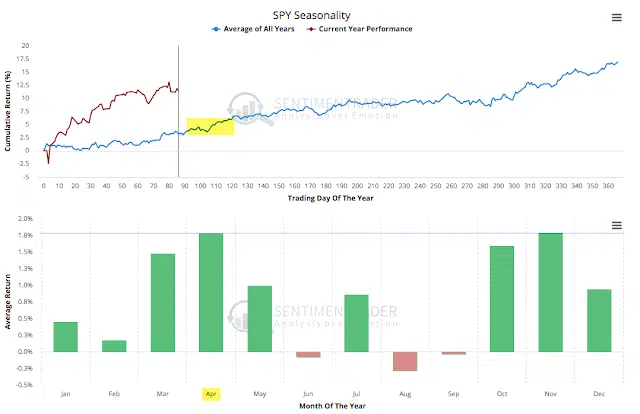 SPY Seasonality
Average of All Years Current Year Performance
20
17.5
15
12.5
10
7.5
5
2.5
0
-2.5
-5
Cumulative Return (%)
SENTIMENTRADER
Analysis over Emotion
0 10 20 30 40 50 60 70 80 90 100 110 120 130 140 150 160 170 180 190 200 210 220 230 240 250 260 270 280 290 300 310 320 330 340 350 360
Trading Day Of The Year
2.0%
1.8%
1.5%
1.3%
1.0%
0.8%
0.5%
0.3%
0.0%
-0.3%
-0.5%
Average Return
SENTIMENTRADER
Analysis over Emotion
Jan Feb Mar Apr May Jun Jul Aug Sep Oct Nov Dec
Month Of The Year